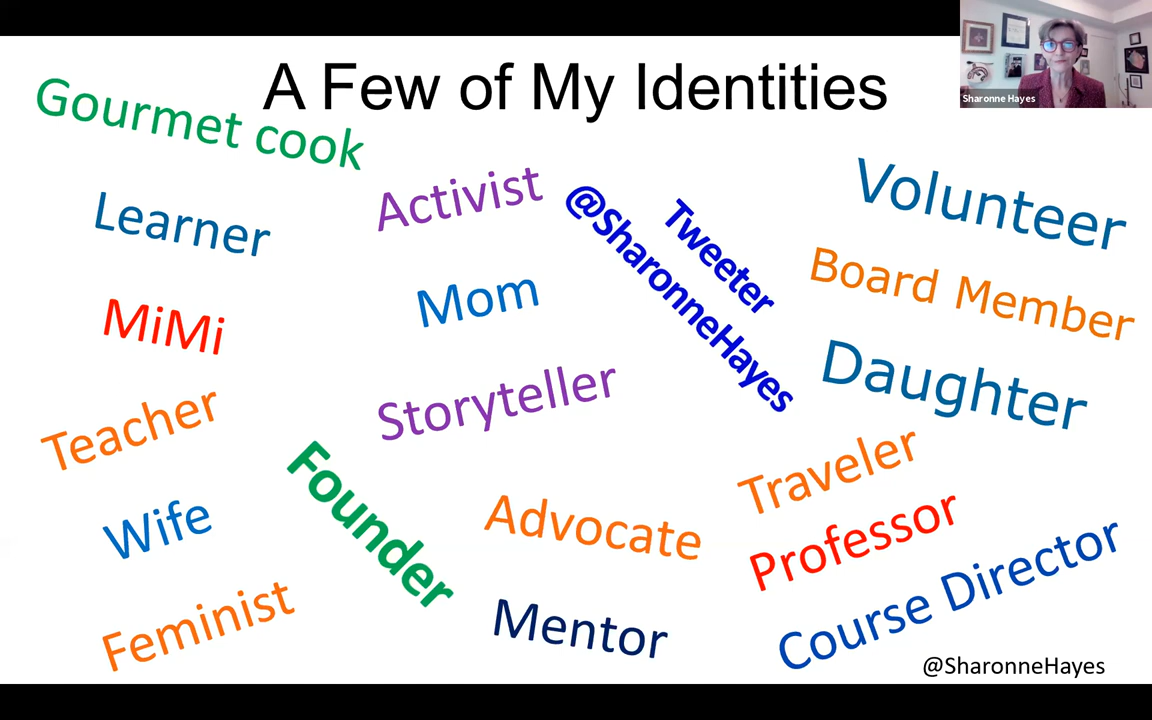 A Few of My Identities
Sharonne Hayes
Gourmet cook
Learner
Activist
Tweeter
@SharonneHayes
Volunteer
Board Member
MiMi
Mom
Daughter
Teacher
Storyteller
Traveler
Founder
Wife
Advocate
Professor
Course Director
Feminist
Mentor
@SharonneHayes